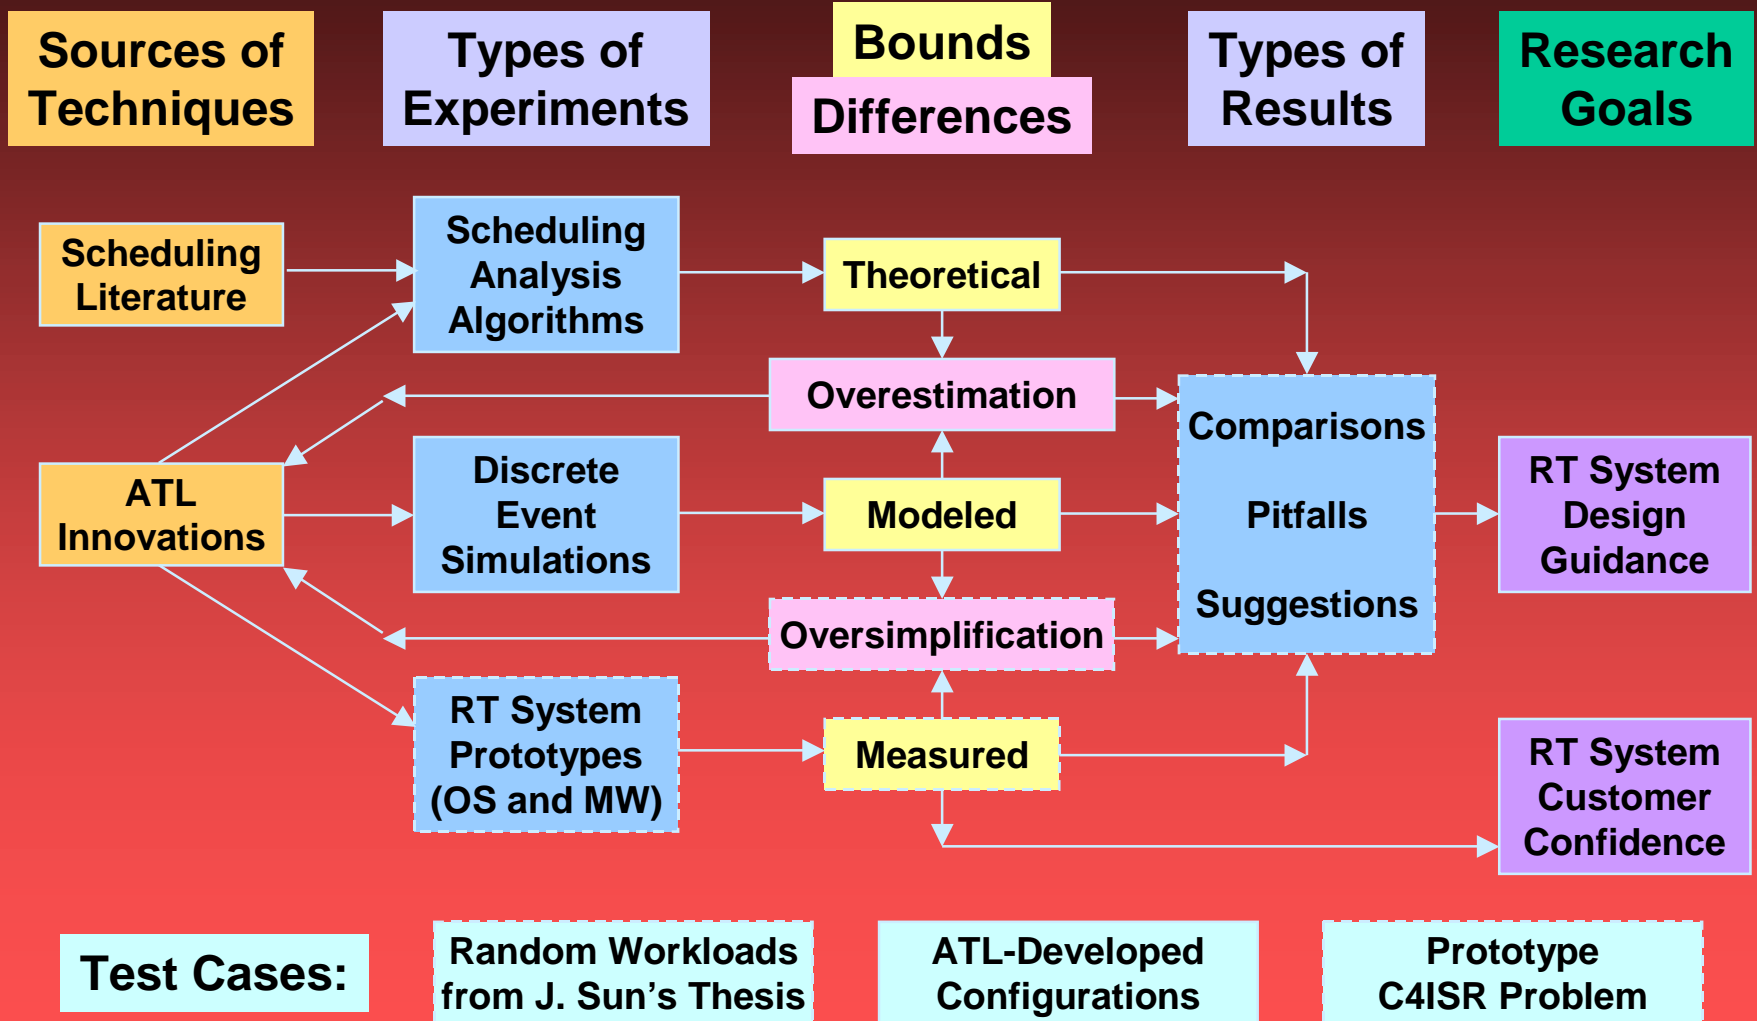 Sources of
Techniques
Types of
Experiments
Bounds
Differences
Types of
Results
Research
Goals
Scheduling
Literature
Scheduling
Analysis
Algorithms
Theoretical
Overestimation
ATL
Innovations
Discrete
Event
Simulations
Modeled
Oversimplification
Comparisons
Pitfalls
Suggestions
RT System
Design
Guidance
RT System
Prototypes
(OS and MW)
Measured
RT System
Customer
Confidence
Test Cases:
Random Workloads
from J. Sun's Thesis
ATL-Developed
Configurations
Prototype
C4ISR Problem